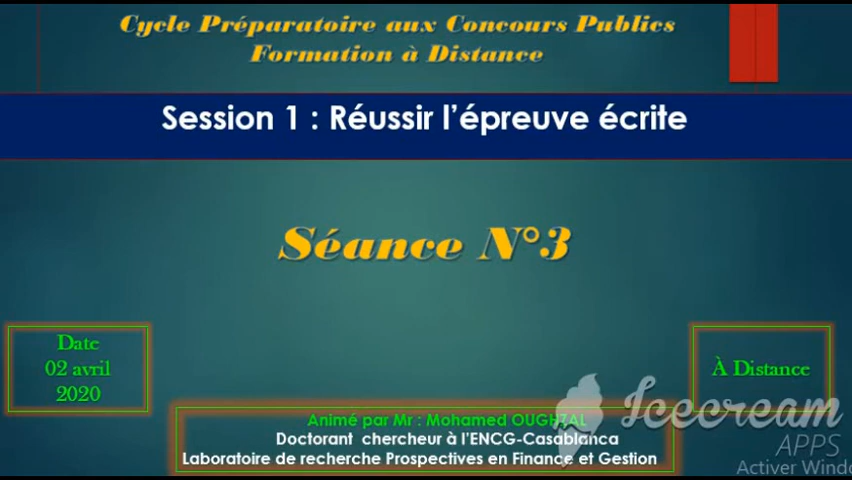 Cycle Préparatoire aux Concours Publics
Formation à Distance
Session 1 : Réussir l'épreuve écrite
Séance N°3
Date
02 avril
2020
À Distance
Animé par Mr : Mohamed OUGHZAL
Doctorant chercheur à l'ENCG-Casablanca
Laboratoire de recherche Prospectives en Finance et Gestion
Icecream
APPS
Activer Windo